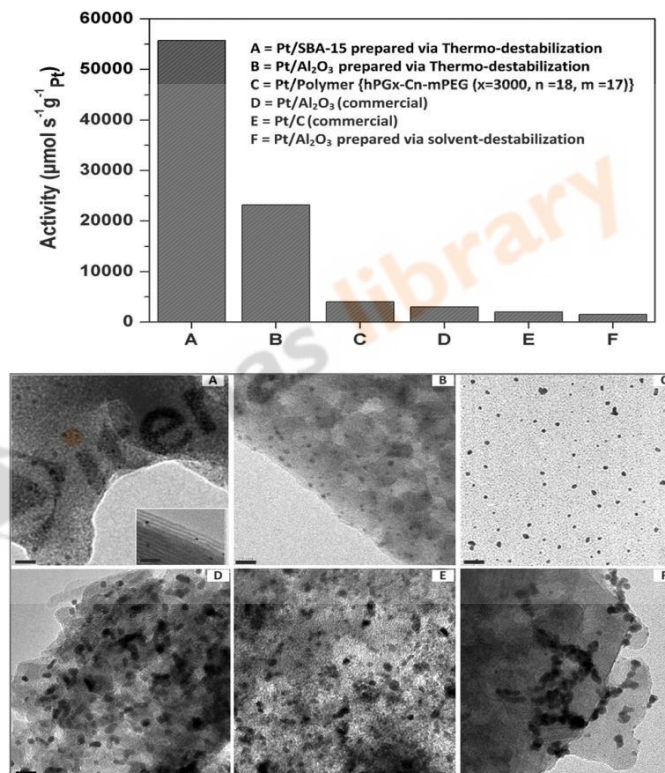 60000
50000
40000
30000
20000
10000
0
Activity (µmol s⁻¹g⁻¹Pt)
A = Pt/SBA-15 prepared via Thermo-destabilization
B = Pt/Al₂O₃ prepared via Thermo-destabilization
C = Pt/Polymer {hPGx-Cn-mPEG (x=3000, n =18, m =17)}
D = Pt/Al₂O₃ (commercial)
E = Pt/C (commercial)
F = Pt/Al₂O₃ prepared via solvent-destabilization
A B C D E F
library
A B C
D E F